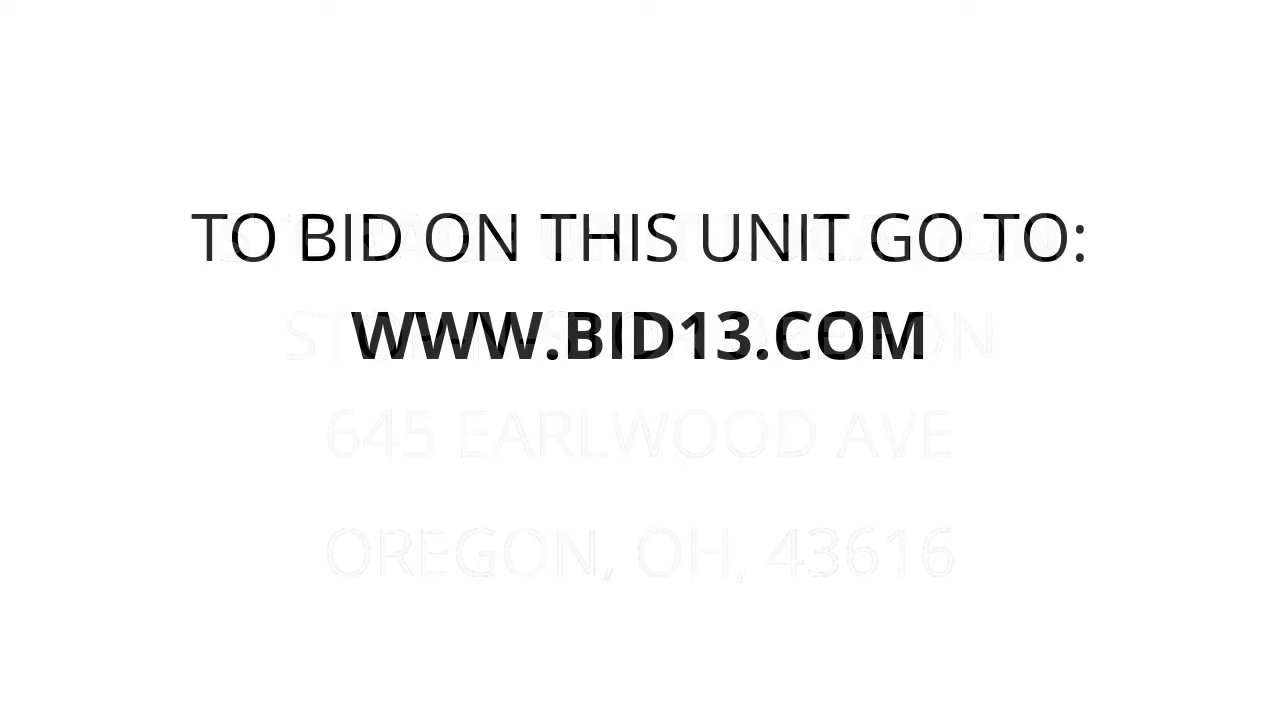 TO BID ON THIS UNIT GO TO:
WWW.BID13.COM
645 EARLWOOD AVE
OREGON, OH, 43616